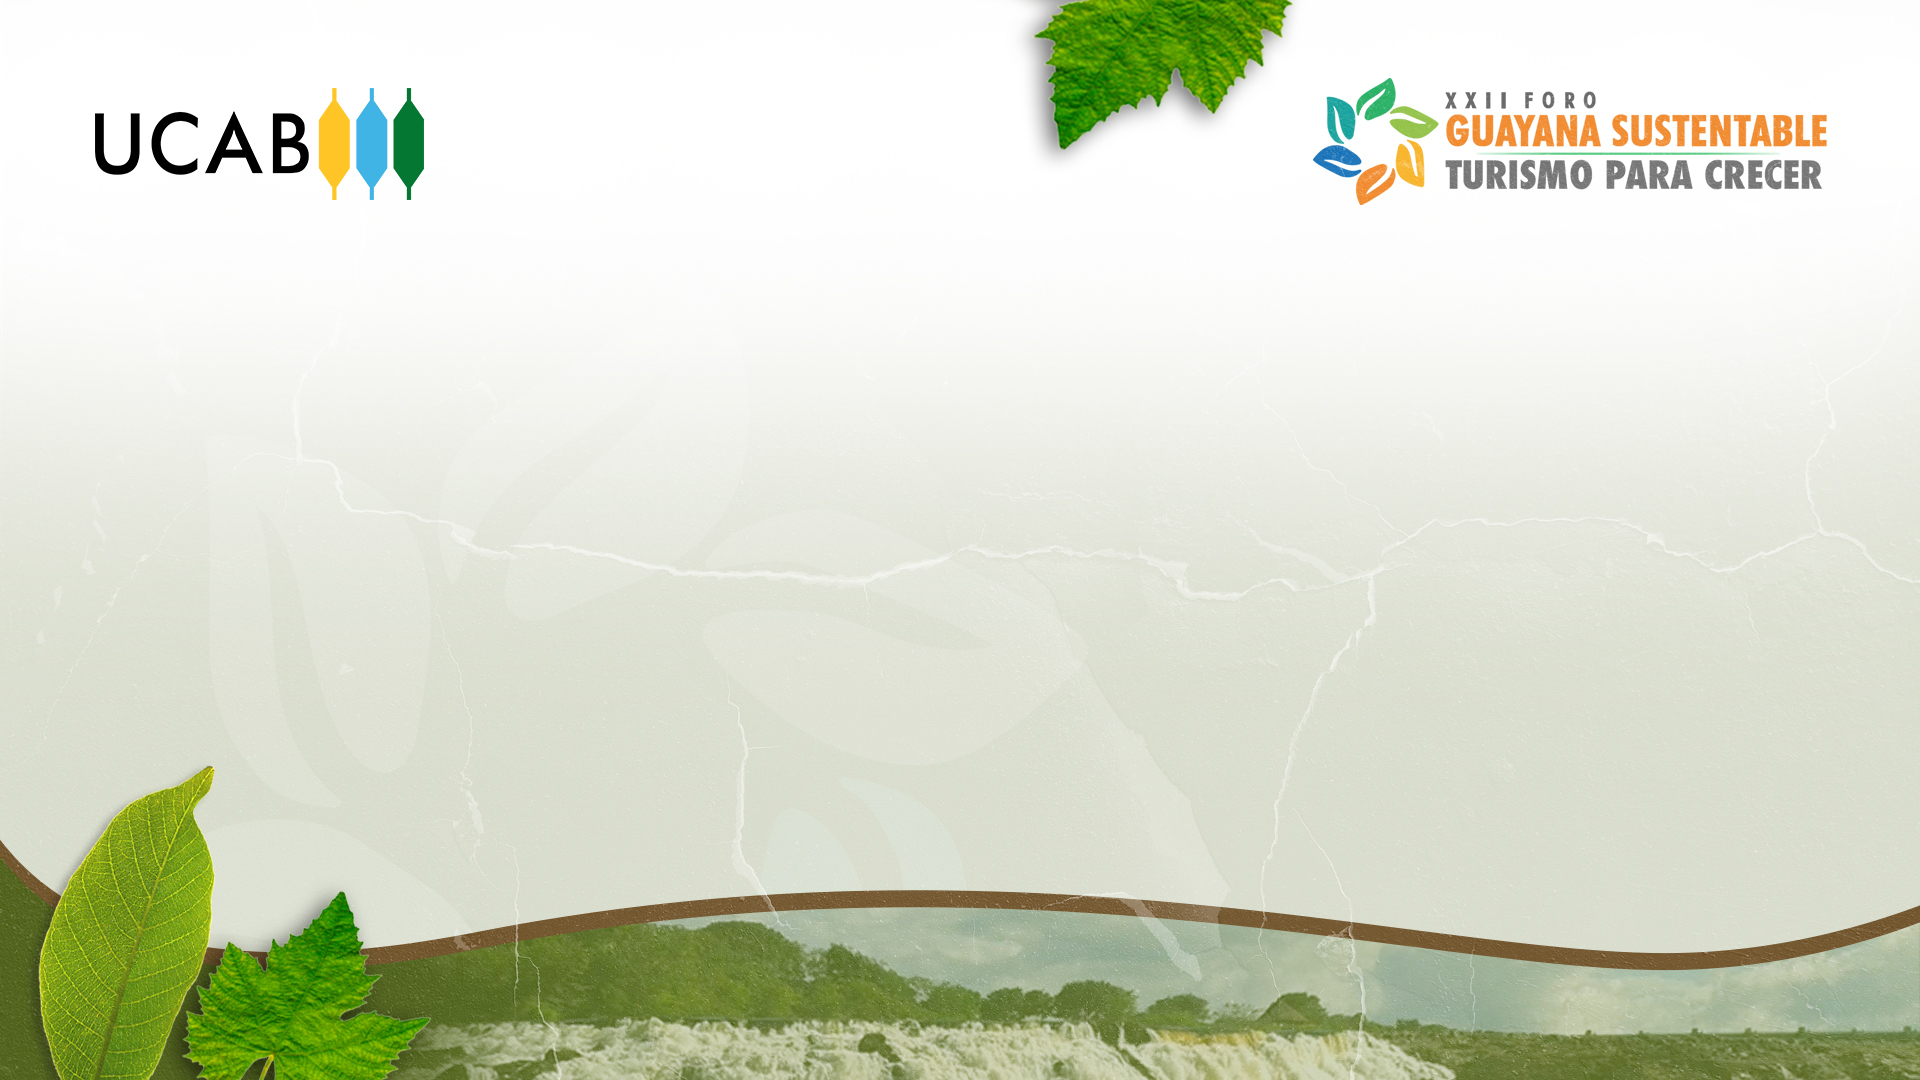 UCAB
XXII FORO
GUAYANA SUSTENTABLE
TURISMO PARA CRECER